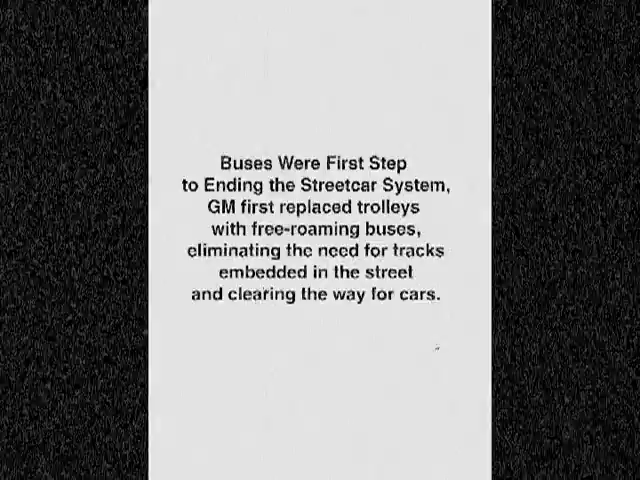 Buses Were First Step
to Ending the Streetcar System,
GM first replaced trolleys
with free-roaming buses,
eliminating the need for tracks
embedded in the street
and clearing the way for cars.